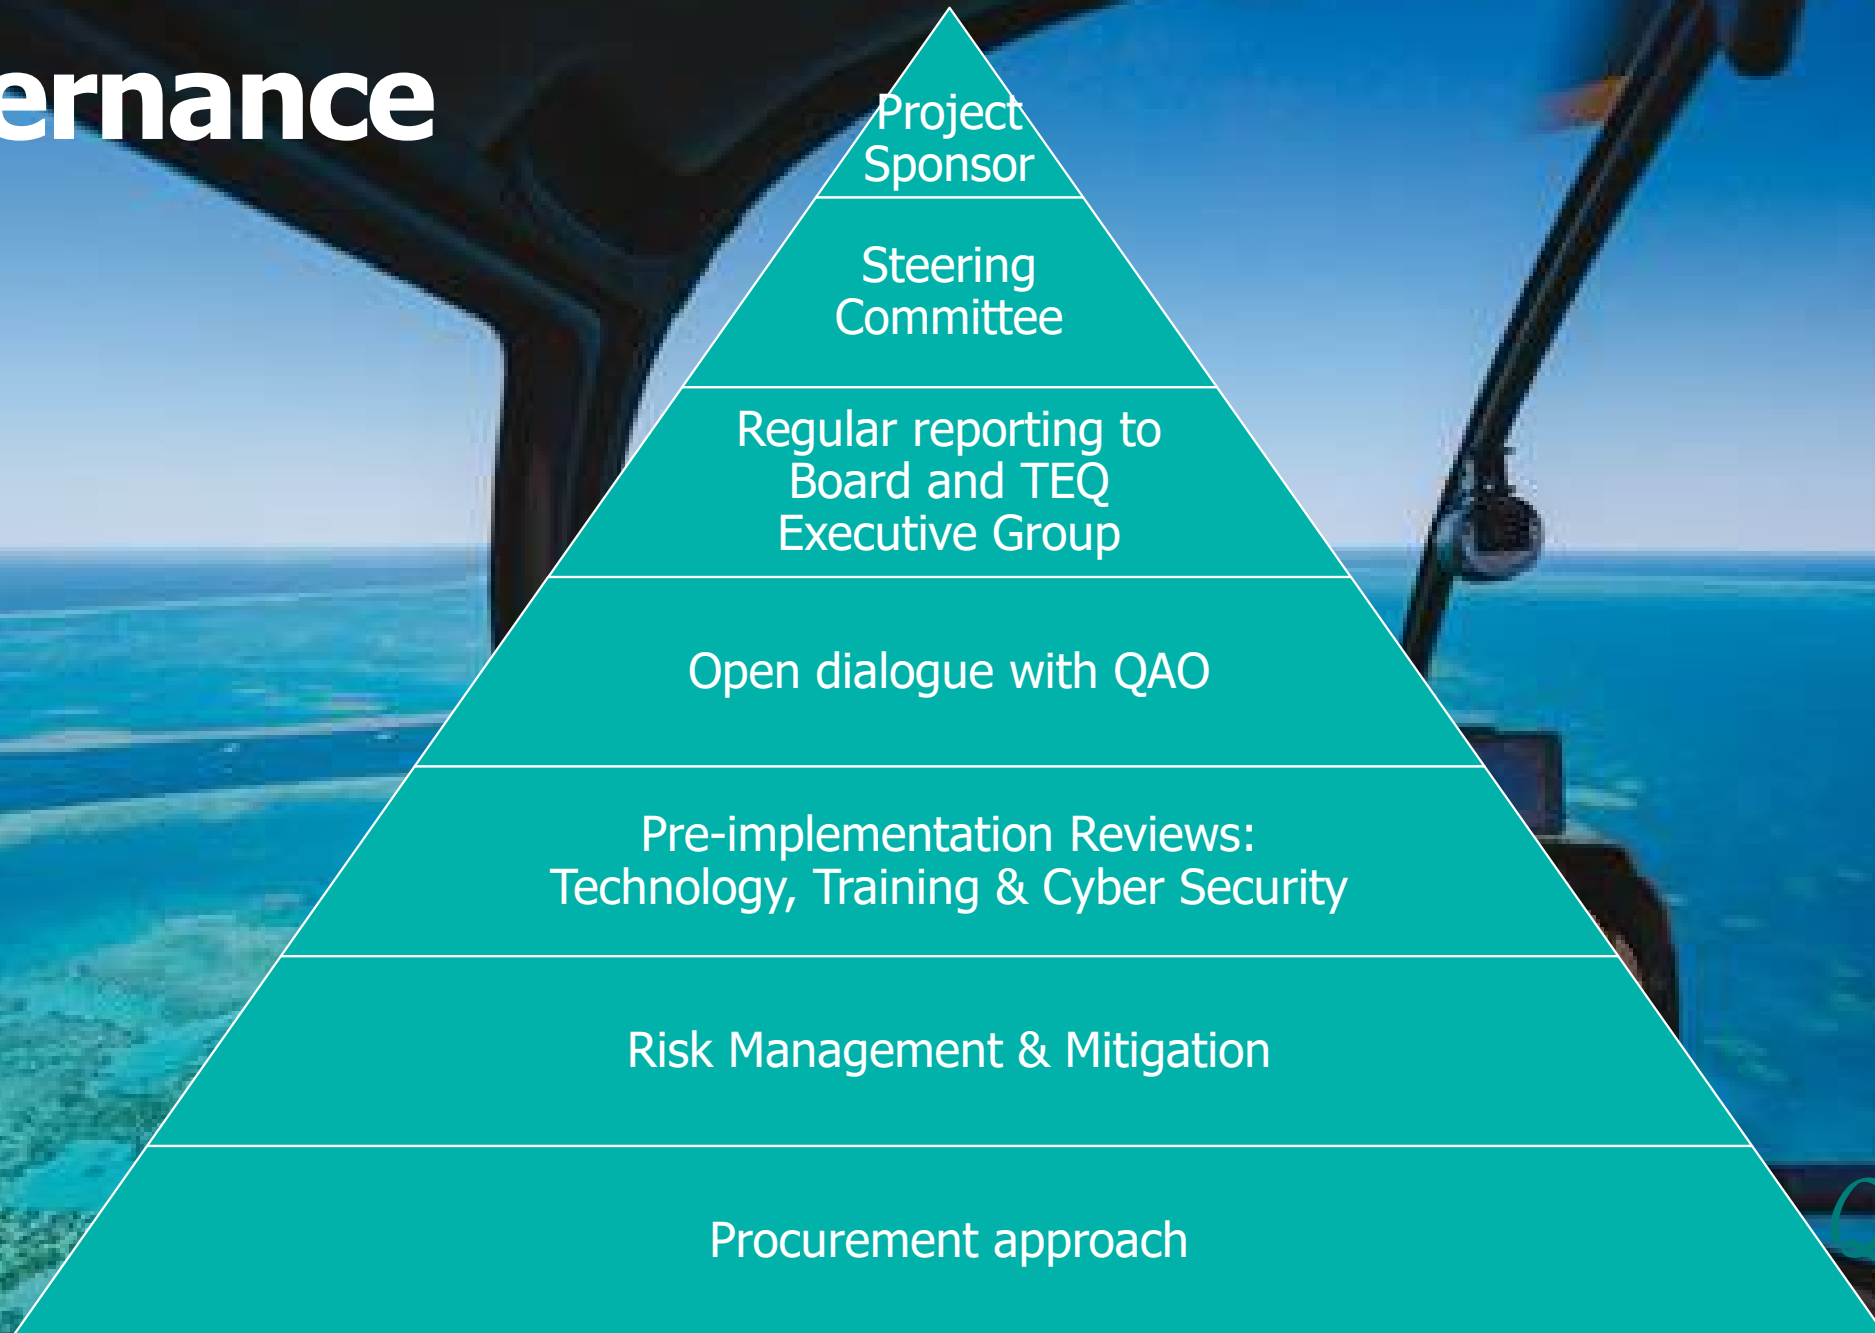 ernance
Project
Sponsor
Steering
Committee
Regular reporting to
Board and TEQ
Executive Group
Open dialogue with QAO
Pre-implementation Reviews:
Technology, Training & Cyber Security
Risk Management & Mitigation
Procurement approach